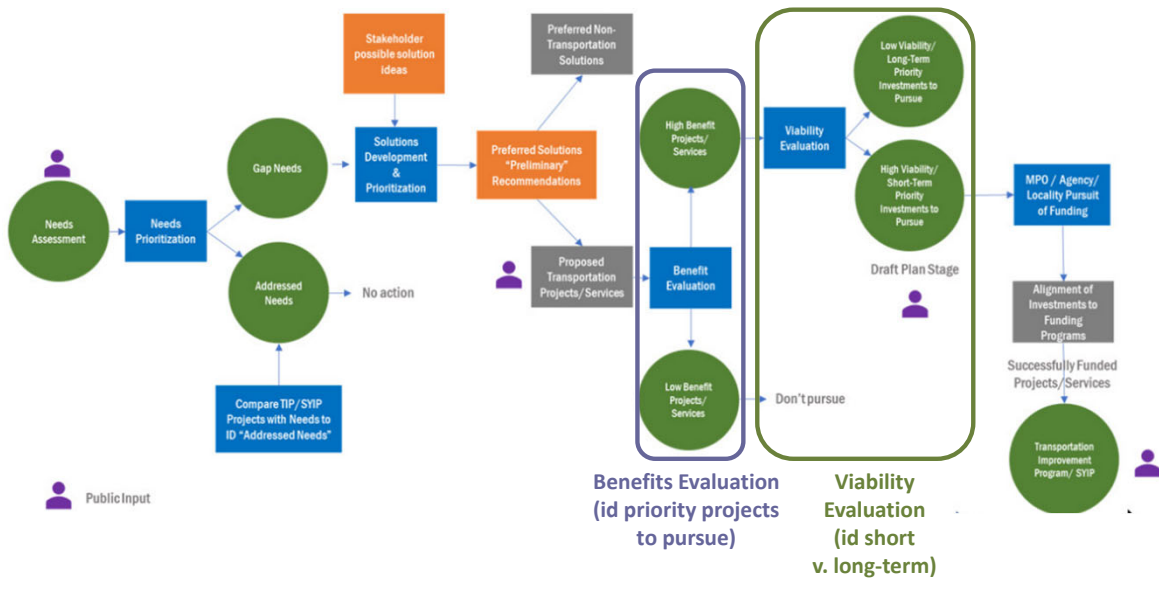 Stakeholder
possible solution
ideas
Preferred Non-
Transportation
Solutions
Low Viability/
Long-Term
Priority
Investments to
Pursue
High Benefit
Projects/
Services
Viability
Evaluation
Gap Needs
Solutions
Development
&
Prioritization
Preferred Solutions
“Preliminary”
Recommendations
High Viability/
Short-Term
Priority
Investments to
Pursue
MPO / Agency/
Locality Pursuit
of Funding
Needs
Assessment
Needs
Prioritization
Proposed
Transportation
Projects/Services
Benefit
Evaluation
Draft Plan Stage
Addressed
Needs
No action
Alignment of
Investments to
Funding
Programs
Successfully Funded
Projects/Services
Compare TIP/SYIP
Projects with Needs to
ID “Addressed Needs”
Low Benefit
Projects/
Services
Don't pursue
Transportation
Improvement
Program/ SYIP
Public Input
Benefits Evaluation
(id priority projects
to pursue)
Viability
Evaluation
(id short
v. long-term)